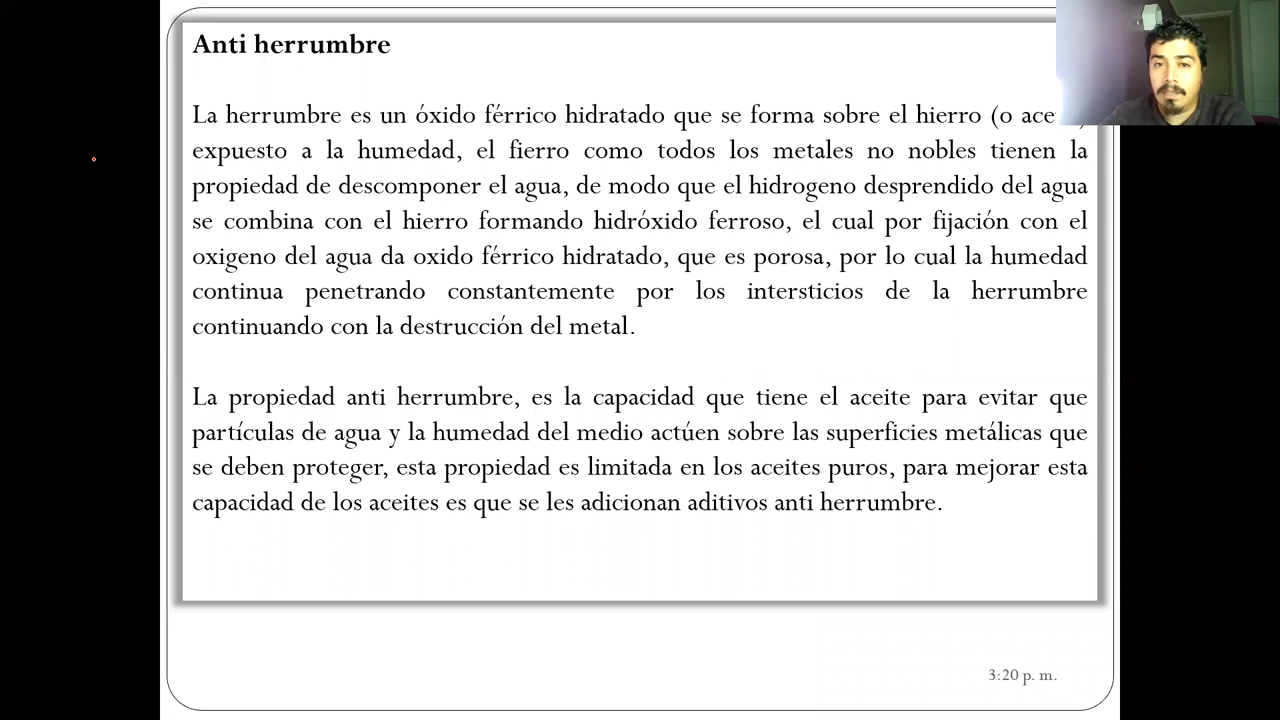 Anti herrumbre
La herrumbre es un óxido férrico hidratado que se forma sobre el hierro (o
expuesto a la humedad, el fierro como todos los metales no nobles tienen la
propiedad de descomponer el agua, de modo que el hidrogeno desprendido del agua
se combina con el hierro formando hidróxido ferroso, el cual por fijación con el
oxigeno del agua da oxido férrico hidratado, que es porosa, por lo cual la humedad
continua penetrando constantemente por los intersticios de la herrumbre
continuando con la destrucción del metal.
La propiedad anti herrumbre, es la capacidad que tiene el aceite para evitar que
partículas de agua y la humedad del medio actúen sobre las superficies metálicas que
se deben proteger, esta propiedad es limitada en los aceites puros, para mejorar esta
capacidad de los aceites es que se les adicionan aditivos anti herrumbre.
3:20 p. m.